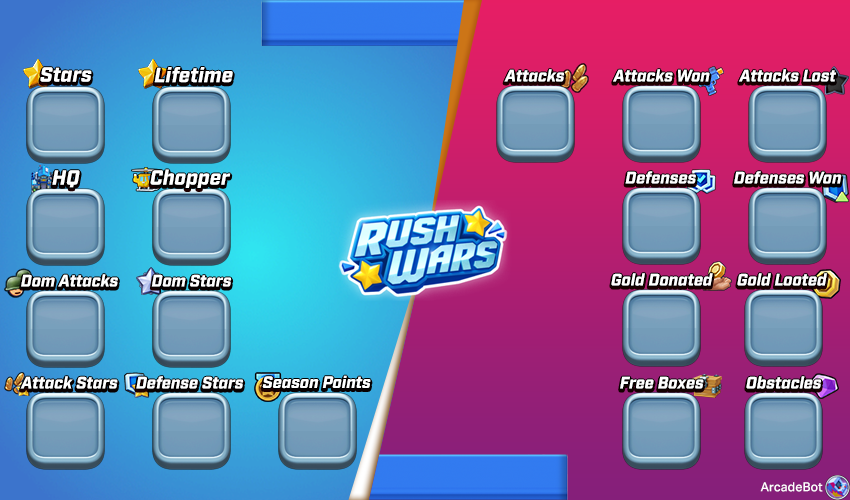 Stars
Lifetime
Attacks
Attacks Won
Attacks Lost
HQ
Chopper
Defenses
Defenses Won
RUSH
WARS
Dom Attacks
Dom Stars
Gold Donated
Gold Looted
Attack Stars
Defense Stars
Season Points
Free Boxes
Obstacles
ArcadeBot